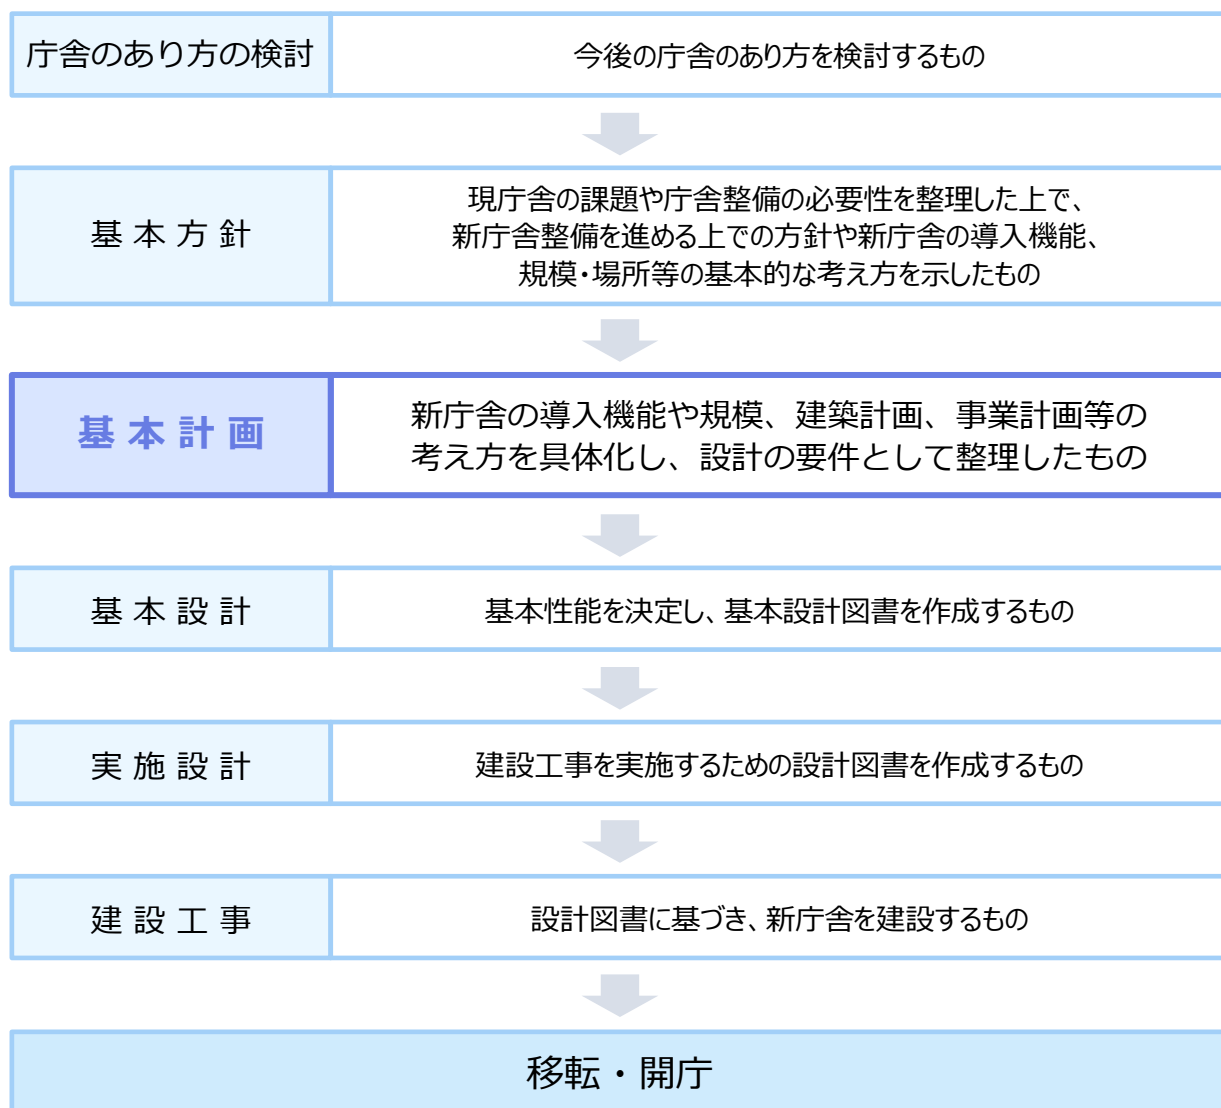 庁舎のあり方の検討
今後の庁舎のあり方を検討するもの
基本方針
現庁舎の課題や庁舎整備の必要性を整理した上で、
新庁舎整備を進める上での方針や新庁舎の導入機能、
規模・場所等の基本的な考え方を示したもの
基本計画
新庁舎の導入機能や規模、建築計画、事業計画等の
考え方を具体化し、設計の要件として整理したもの
基本設計
基本性能を決定し、基本設計図書を作成するもの
実施設計
建設工事を実施するための設計図書を作成するもの
建設工事
設計図書に基づき、新庁舎を建設するもの
移転・開庁